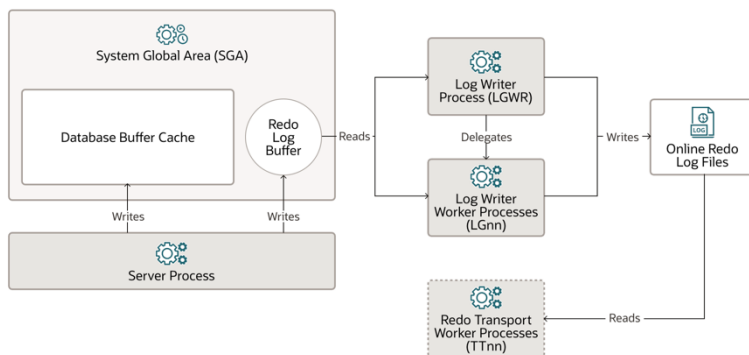 System Global Area (SGA)
Database Buffer Cache
Redo
Log
Buffer
Writes
Writes
Server Process
Reads
Log Writer
Process (LGWR)
Delegates
Log Writer
Worker Processes
(LGnn)
Writes
LOG
Online Redo
Log Files
Reads
Redo Transport
Worker Processes
(TTnn)